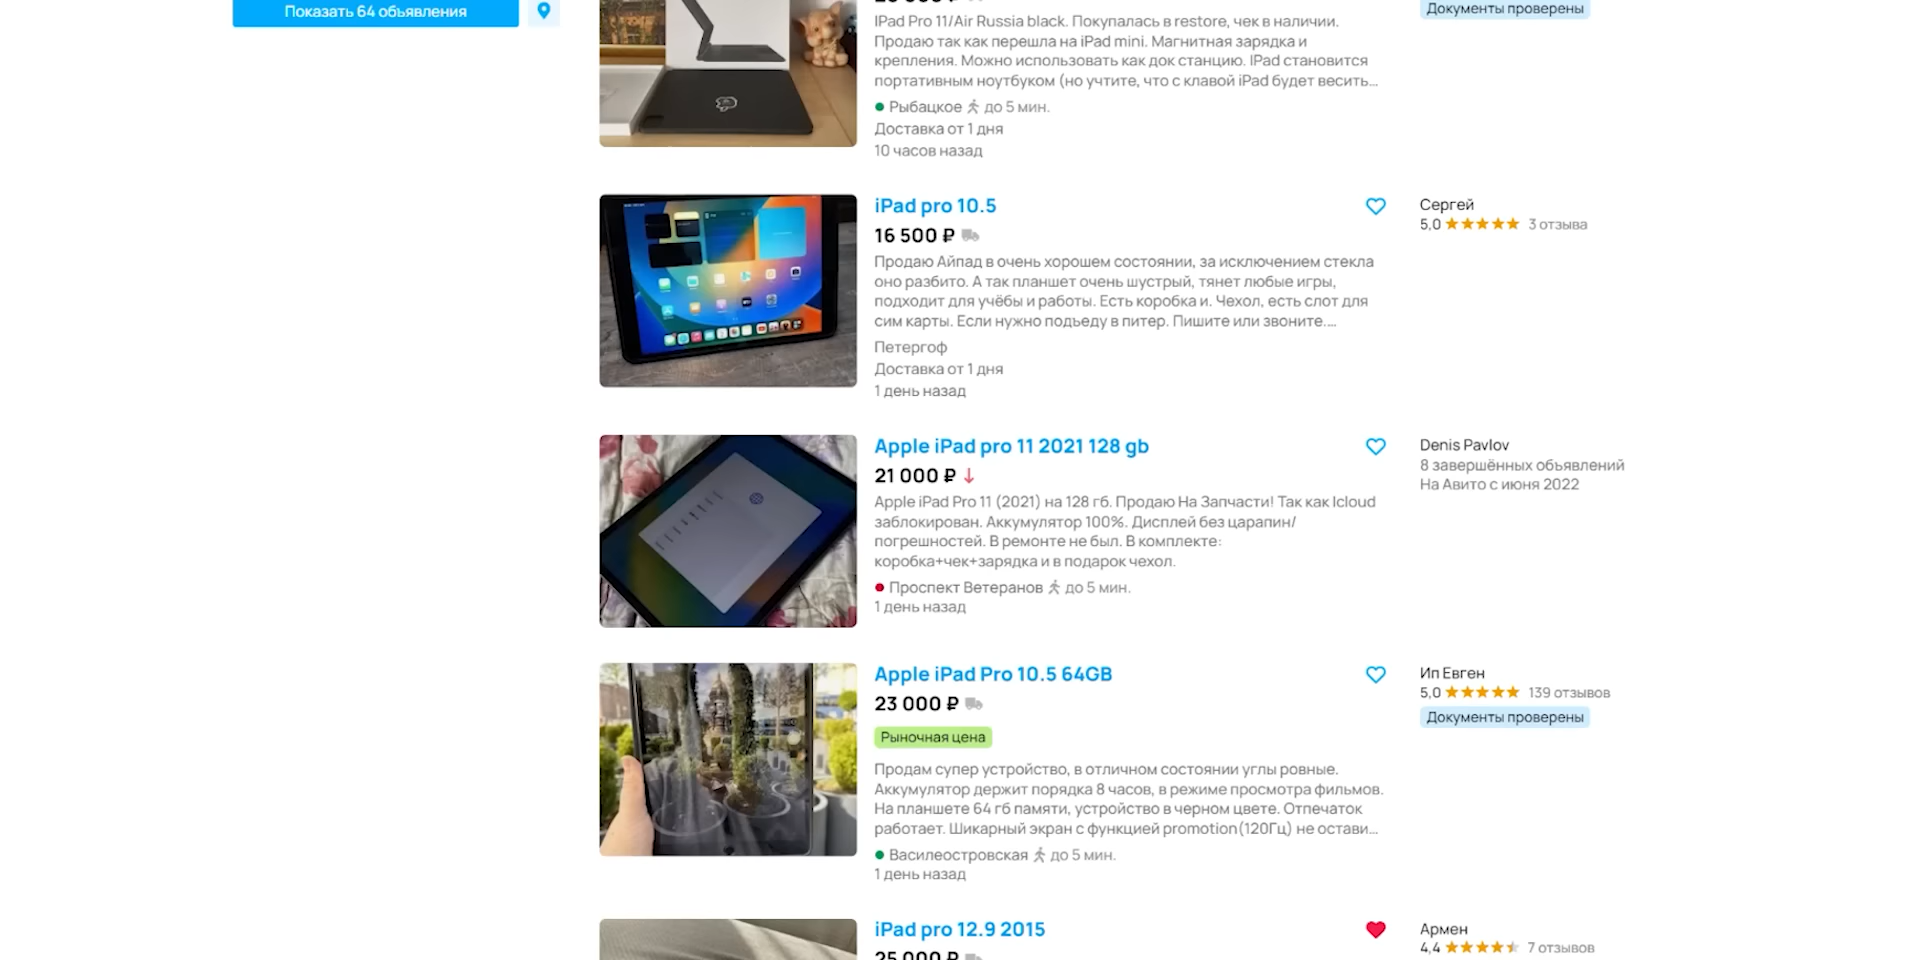 Показать 64 объявления
IPad Pro 11/Air Russia black. Покупалась в restore, чек в наличии.
Продаю так как перешла на iPad mini. Магнитная зарядка и
крепления. Можно использовать как док станцию. IPad становится
портативным ноутбуком (но учтите, что с клавой iPad будет весить...
Рыбацкое до 5 мин.
Доставка от 1 дня
10 часов назад
Документы проверены
iPad pro 10.5
16 500 ₽
Продаю Айпад в очень хорошем состоянии, за исключением стекла
оно разбито. А так планшет очень шустрый, тянет любые игры,
подходит для учёбы и работы. Есть коробка и. Чехол, есть слот для
сим карты. Если нужно подъеду в питер. Пишите или звоните....
Петергоф
Доставка от 1 дня
1 день назад
Сергей
5,0 3 отзыва
Apple iPad pro 11 2021 128 gb
21 000 ₽
Apple iPad Pro 11 (2021) на 128 гб. Продаю На Запчасти! Так как Icloud
заблокирован. Аккумулятор 100%. Дисплей без царапин/
погрешностей. В ремонте не был. В комплекте:
коробка+чек+зарядка и в подарок чехол.
Проспект Ветеранов до 5 мин.
1 день назад
Denis Pavlov
8 завершённых объявлений
На Авито с июня 2022
Apple iPad Pro 10.5 64GB
23 000 ₽
Рыночная цена
Продам супер устройство, в отличном состоянии углы ровные.
Аккумулятор держит порядка 8 часов, в режиме просмотра фильмов.
На планшете 64 гб памяти, устройство в черном цвете. Отпечаток
работает. Шикарный экран с функцией promotion(120Гц) не остави...
Василеостровская до 5 мин.
1 день назад
Ип Евген
5,0 139 отзывов
Документы проверены
iPad pro 12.9 2015
25 000 ₽
Армен
4,4 7 отзывов